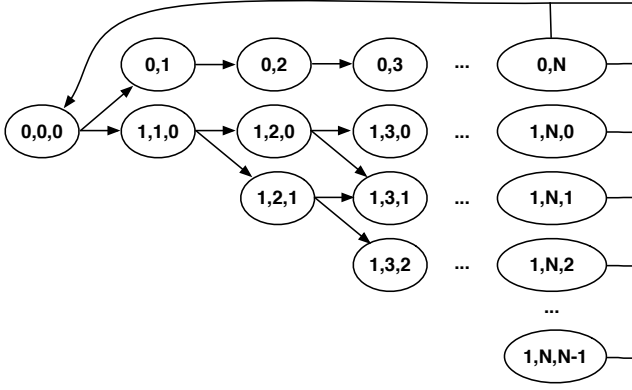 0,1 0,2 0,3 ... 0,N
0,0,0 1,1,0 1,2,0 1,3,0 ... 1,N,0
1,2,1 1,3,1 ... 1,N,1
1,3,2 ... 1,N,2
...
1,N,N-1